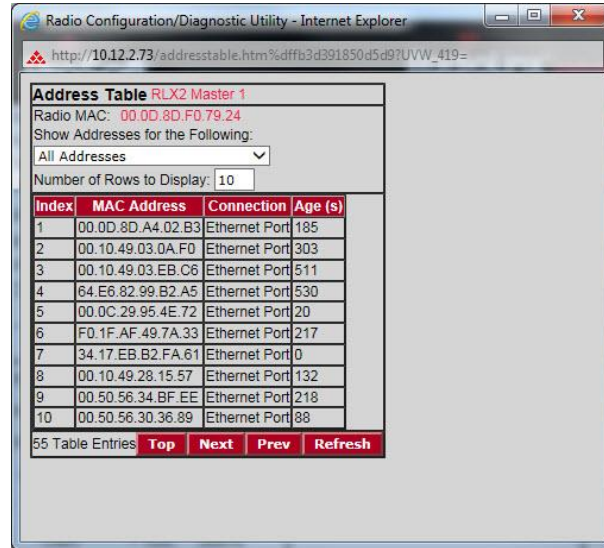 Radio Configuration/Diagnostic Utility - Internet Explorer
http://10.12.2.73/addresstable.htm%dffb3d391850d5d9?UVW_419=
Address Table RLX2 Master 1
Radio MAC: 00.0D.8D.F0.79.24
Show Addresses for the Following:
All Addresses
Number of Rows to Display: 10
Index MAC Address Connection Age (s)
1 00.0D.8D.A4.02.B3 Ethernet Port 185
2 00.10.49.03.0A.F0 Ethernet Port 303
3 00.10.49.03.EB.C6 Ethernet Port 511
4 64.E6.82.99.B2.A5 Ethernet Port 530
5 00.0C.29.95.4E.72 Ethernet Port 20
6 F0.1F.AF.49.7A.33 Ethernet Port 217
7 34.17.EB.B2.FA.61 Ethernet Port 0
8 00.10.49.28.15.57 Ethernet Port 132
9 00.50.56.34.BF.EE Ethernet Port 218
10 00.50.56.30.36.89 Ethernet Port 88
55 Table Entries Top Next Prev Refresh